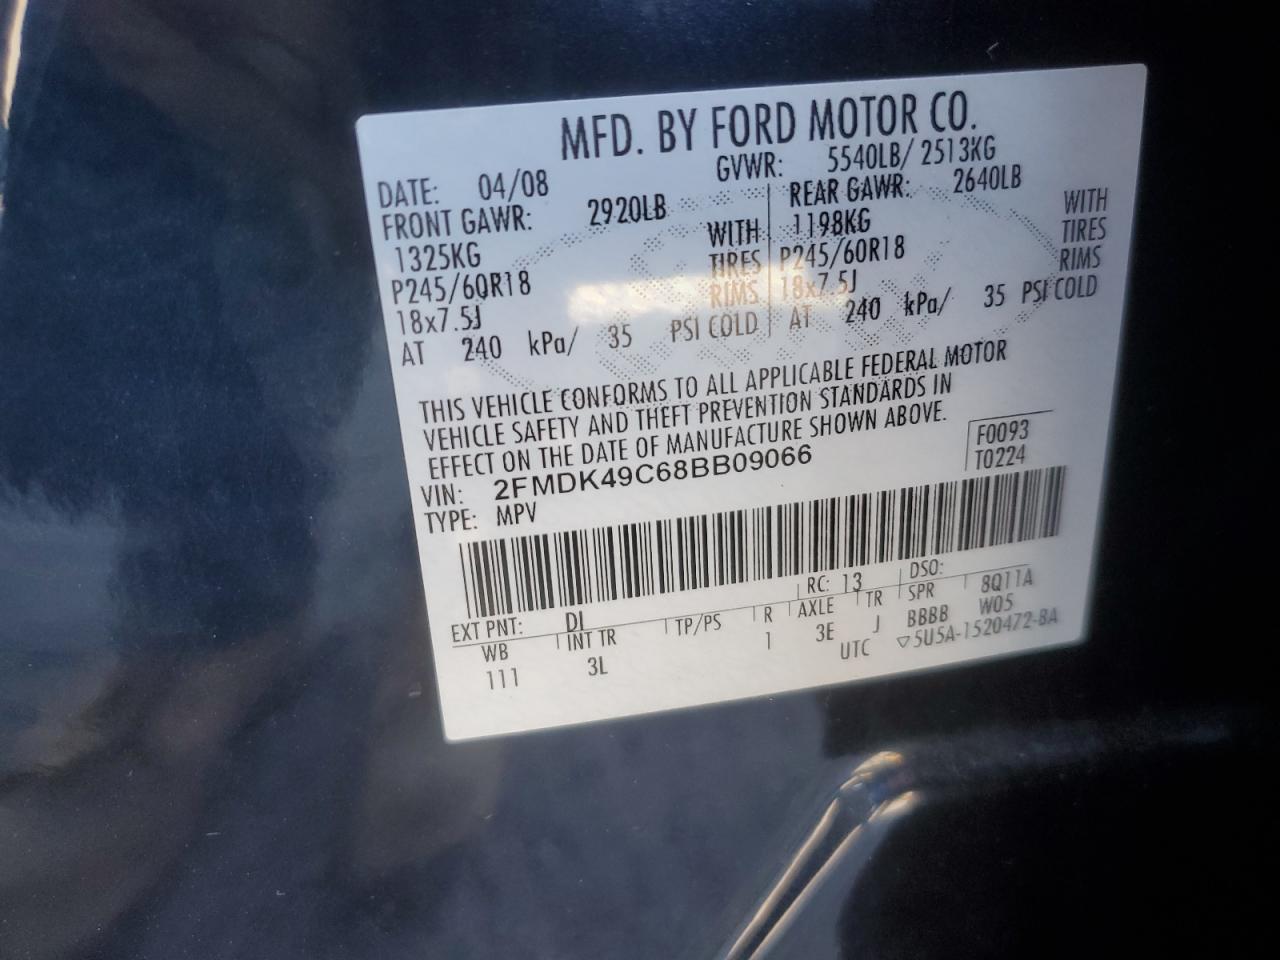 MFD. BY FORD MOTOR CO.
DATE: 04/08 GVWR: 5540LB/ 2513KG
FRONT GAWR: 2920LB REAR GAWR: 2640LB
1325KG WITH 1198KG WITH
P245/60R18 TIRES P245/60R18 TIRES
18x7.5J RIMS 18x7.5J RIMS
AT 240 kPa/ 35 PSI COLD AT 240 kPa/ 35 PSI COLD
THIS VEHICLE CONFORMS TO ALL APPLICABLE FEDERAL MOTOR
VEHICLE SAFETY AND THEFT PREVENTION STANDARDS IN
EFFECT ON THE DATE OF MANUFACTURE SHOWN ABOVE.
VIN: 2FMDK49C68BB09066 F0093
TYPE: MPV T0224
EXT PNT: DI RC: 13 DSO:
WB INT TR TP/PS R AXLE TR SPR 8Q11A
111 3L 1 3E J BBBB W05
UTC ▽5U5A-1520472-BA